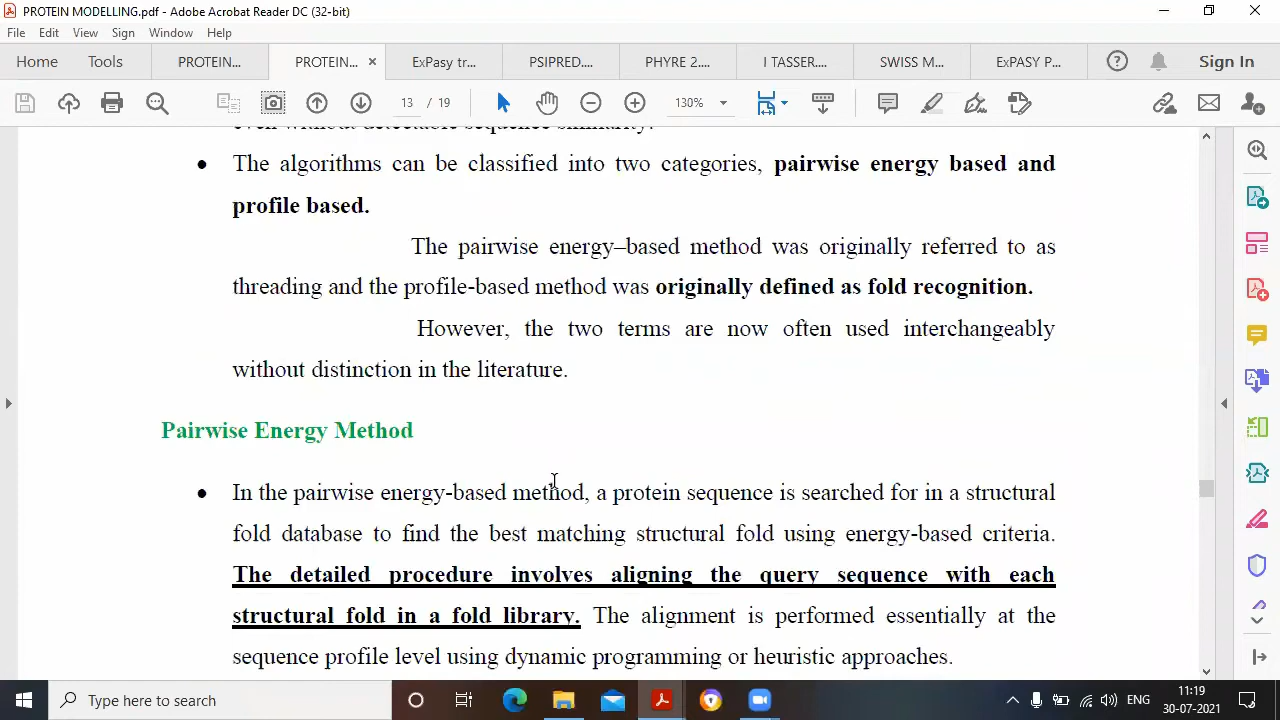 PROTEIN MODELLING.pdf - Adobe Acrobat Reader DC (32-bit)
File Edit View Sign Window Help
Home Tools PROTEIN... PROTEIN... × ExPasy tr... PSIPRED.... PHYRE 2.... I TASSER.... SWISS M... ExPASY P... Sign In
13 / 19 130%
even without detectable sequence similarity.
• The algorithms can be classified into two categories, pairwise energy based and
profile based.
The pairwise energy–based method was originally referred to as
threading and the profile-based method was originally defined as fold recognition.
However, the two terms are now often used interchangeably
without distinction in the literature.
Pairwise Energy Method
• In the pairwise energy-based method, a protein sequence is searched for in a structural
fold database to find the best matching structural fold using energy-based criteria.
The detailed procedure involves aligning the query sequence with each
structural fold in a fold library. The alignment is performed essentially at the
sequence profile level using dynamic programming or heuristic approaches.
Type here to search
ENG
11:19
30-07-2021